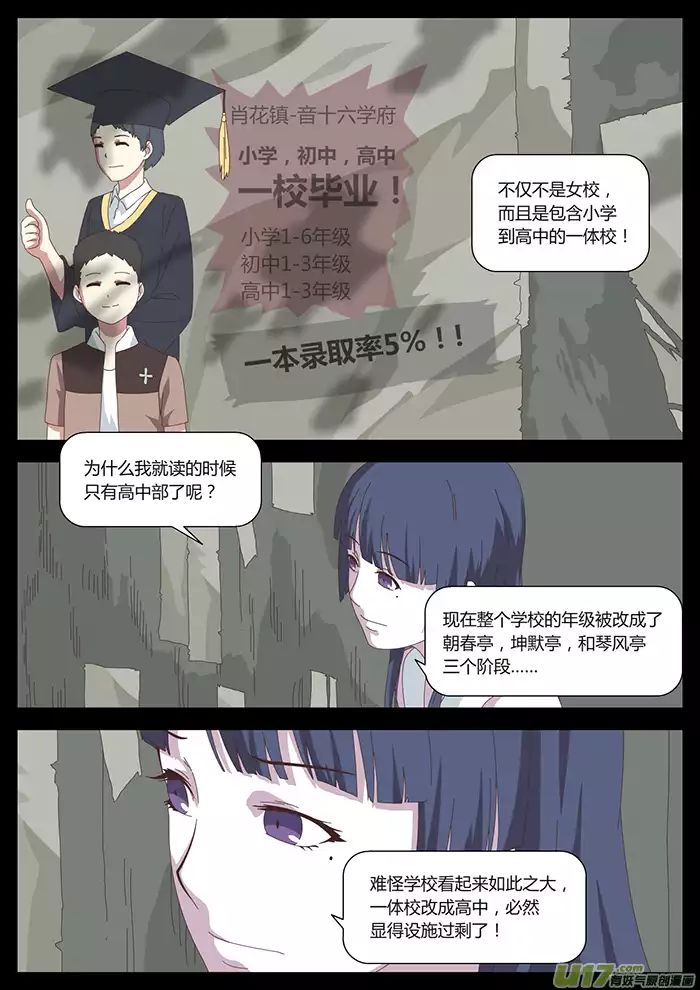 肖花镇-音十六学府
小学，初中，高中
一校毕业！
小学1-6年级
初中1-3年级
高中1-3年级
一本录取率5%！！
不仅不是女校，
而且是包含小学
到高中的一体校！
为什么我就读的时候
只有高中部了呢？
现在整个学校的年级被改成了
朝春亭，坤默亭，和琴风亭
三个阶段……
难怪学校看起来如此之大，
一体校改成高中，必然
显得设施过剩了！
U17.com
有妖气原创漫画